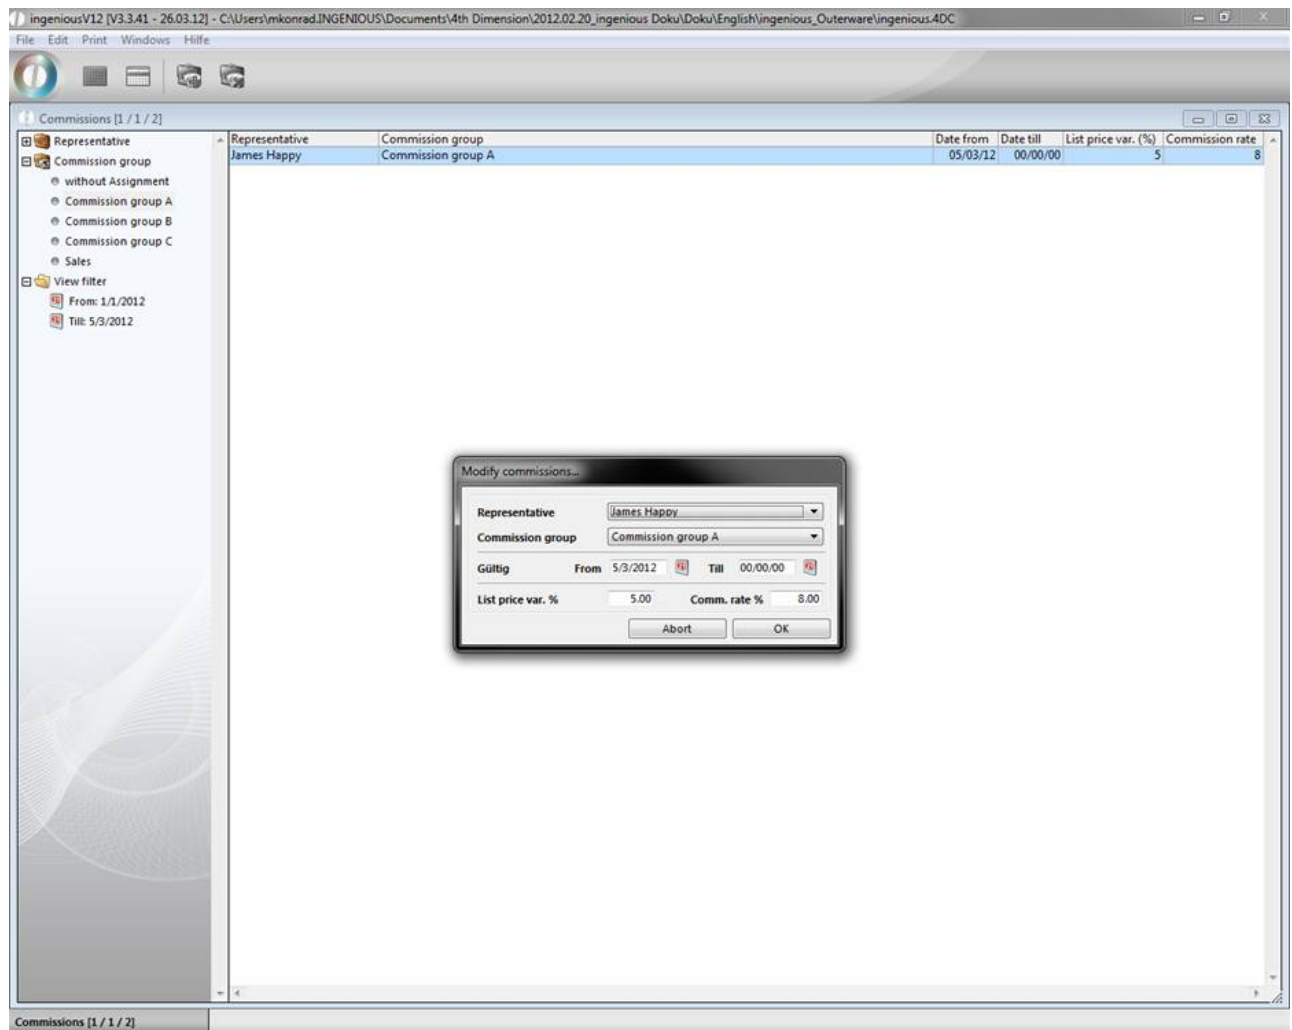 ingeniousV12 [V3.3.41 - 26.03.12] - C:\Users\mkonrad.INGENIOUS\Documents\4th Dimension\2012.02.20_ingenious Doku\Doku\English\ingenious_Outerware\ingenious.4DC
File Edit Print Windows Hilfe
Commissions [1 / 1 / 2]
Representative
Commission group
without Assignment
Commission group A
Commission group B
Commission group C
Sales
View filter
From: 1/1/2012
Till: 5/3/2012
Representative Commission group Date from Date till List price var. (%) Commission rate
James Happy Commission group A 05/03/12 00/00/00 5 8
Modify commissions...
Representative James Happy
Commission group Commission group A
Gültig From 5/3/2012 Till 00/00/00
List price var. % 5.00 Comm. rate % 8.00
Abort OK
Commissions [1 / 1 / 2]